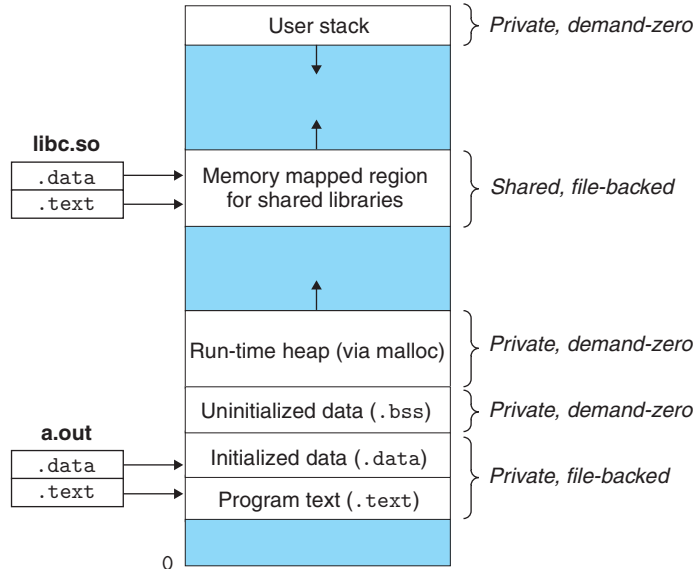 User stack
Private, demand-zero
libc.so
.data
.text
Memory mapped region
for shared libraries
Shared, file-backed
Run-time heap (via malloc)
Private, demand-zero
Uninitialized data (.bss)
Private, demand-zero
a.out
.data
.text
Initialized data (.data)
Program text (.text)
Private, file-backed
0